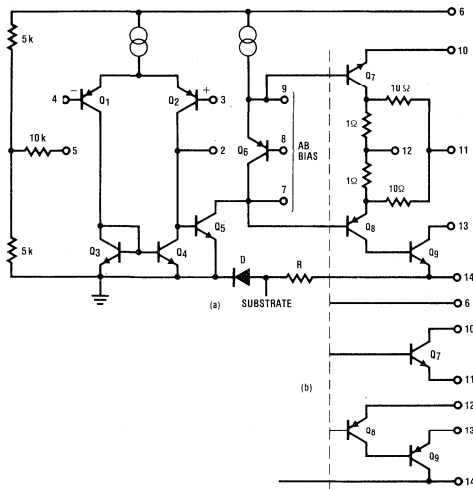 6
5k
10
Q7
9
10Ω
4 − Q1
Q2 + 3
1Ω
10k 5
2
Q6
8
AB BIAS
12
11
1Ω
7
10Ω
Q5
Q8
13
5k
Q3
Q4
Q9
D
R
14
(a)
SUBSTRATE
6
10
Q7
11
(b)
12
Q8
13
Q9
14